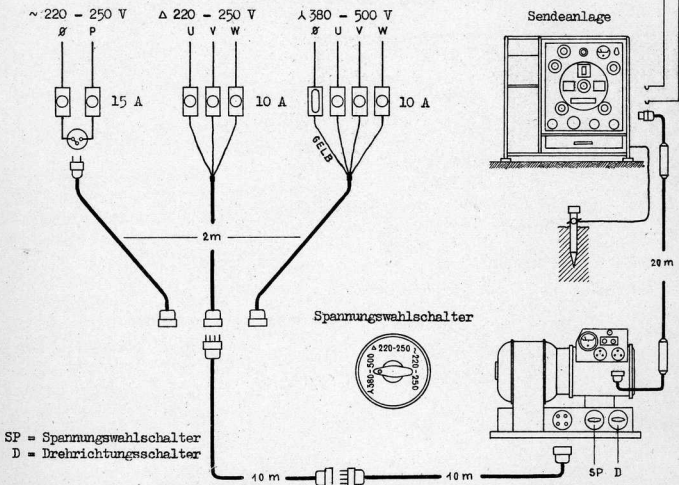 ~ 220 - 250 V
Ø P
15 A
Δ 220 - 250 V
U V W
10 A
⅄ 380 - 500 V
Ø U V W
10 A
GELB
Sendeanlage
2m
20 m
Spannungswahlschalter
⅄380-500 Δ 220-250 ~220-250
SP = Spannungswahlschalter
D = Drehrichtungsschalter
10 m
10 m
SP D